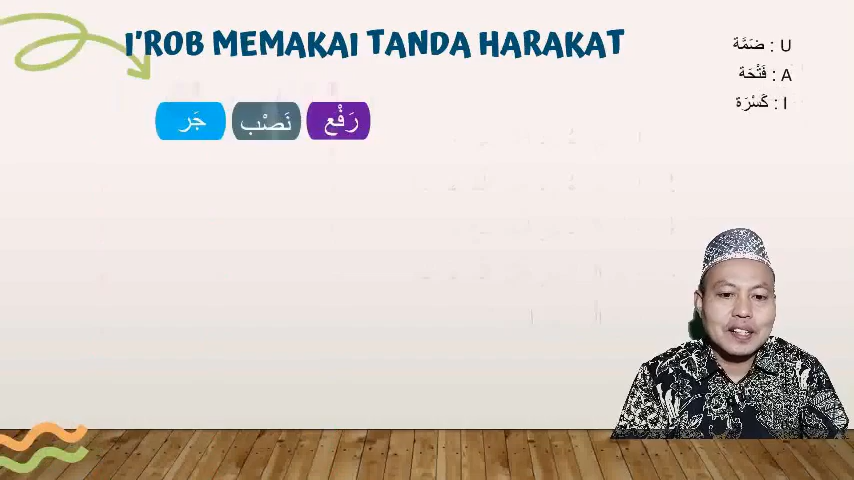 I'ROB MEMAKAI TANDA HARAKAT
U : ضَمَّة
A : فَتْحَة
I : كَسْرَة
رَفْع نَصْب جَر